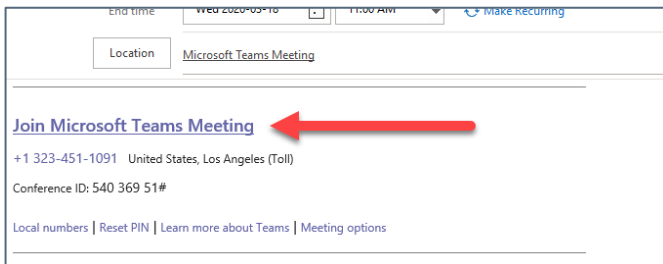 End time Wed 2020-03-18 11:00 AM Make Recurring
Location Microsoft Teams Meeting
Join Microsoft Teams Meeting
+1 323-451-1091 United States, Los Angeles (Toll)
Conference ID: 540 369 51#
Local numbers | Reset PIN | Learn more about Teams | Meeting options